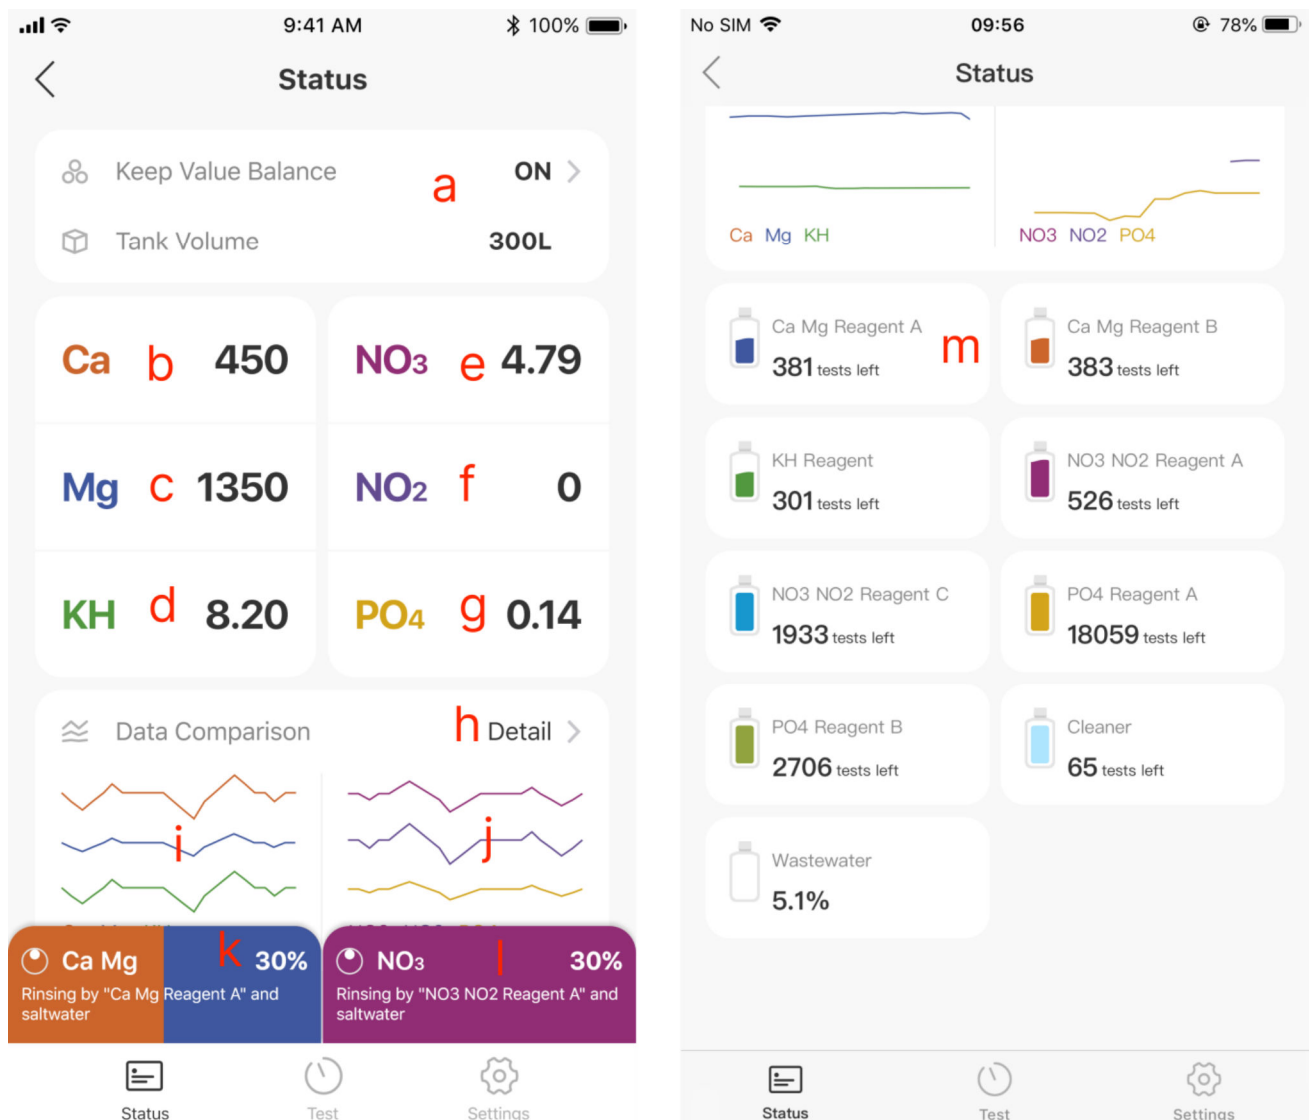 9:41 AM 100%
Status
Keep Value Balance a ON
Tank Volume 300L
Ca b 450
NO3 e 4.79
Mg c 1350
NO2 f 0
KH d 8.20
PO4 g 0.14
Data Comparison h Detail
i j
Ca Mg k 30%
Rinsing by "Ca Mg Reagent A" and
saltwater
NO3 l 30%
Rinsing by "NO3 NO2 Reagent A" and
saltwater
Status Test Settings
No SIM 09:56 78%
Status
Ca Mg KH
NO3 NO2 PO4
Ca Mg Reagent A
381 tests left
m
Ca Mg Reagent B
383 tests left
KH Reagent
301 tests left
NO3 NO2 Reagent A
526 tests left
NO3 NO2 Reagent C
1933 tests left
PO4 Reagent A
18059 tests left
PO4 Reagent B
2706 tests left
Cleaner
65 tests left
Wastewater
5.1%
Status Test Settings